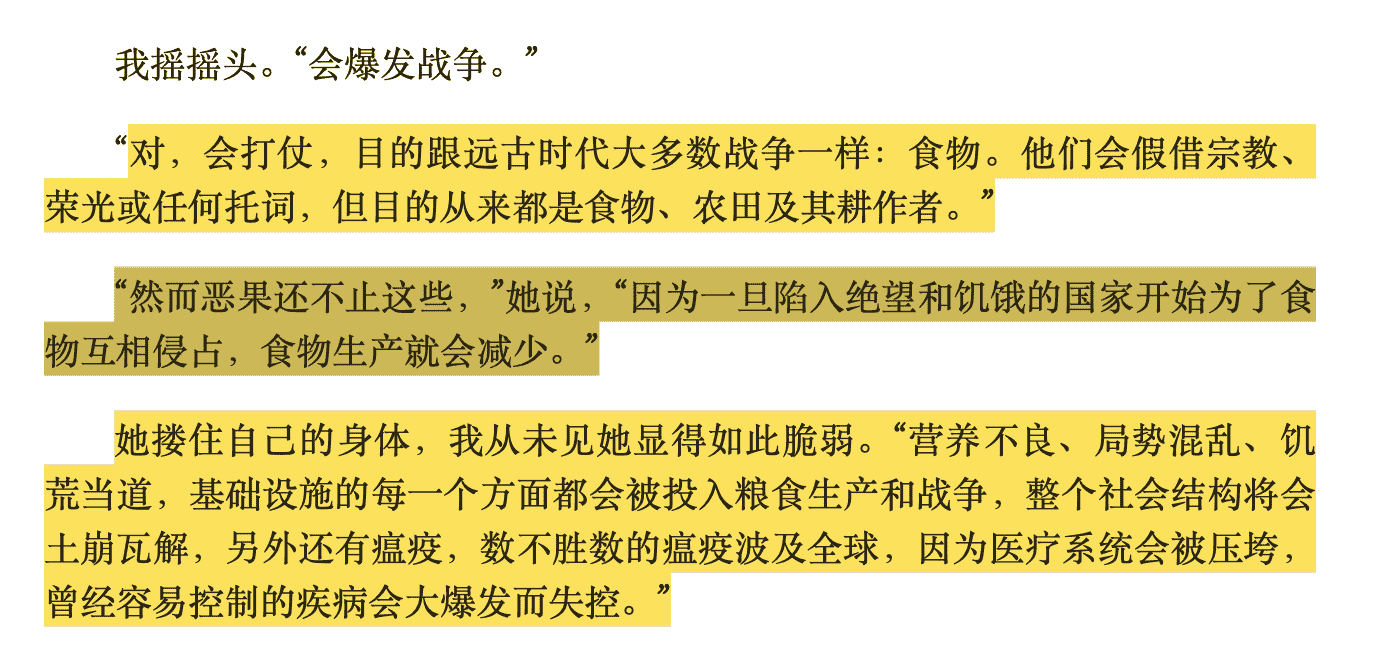 我摇摇头。“会爆发战争。”
“对，会打仗，目的跟远古时代大多数战争一样：食物。他们会假借宗教、
荣光或任何托词，但目的从来都是食物、农田及其耕作者。”
“然而恶果还不止这些，”她说，“因为一旦陷入绝望和饥饿的国家开始为了食
物互相侵占，食物生产就会减少。”
她搂住自己的身体，我从未见她显得如此脆弱。“营养不良、局势混乱、饥
荒当道，基础设施的每一个方面都会被投入粮食生产和战争，整个社会结构将会
土崩瓦解，另外还有瘟疫，数不胜数的瘟疫波及全球，因为医疗系统会被压垮，
曾经容易控制的疾病会大爆发而失控。”